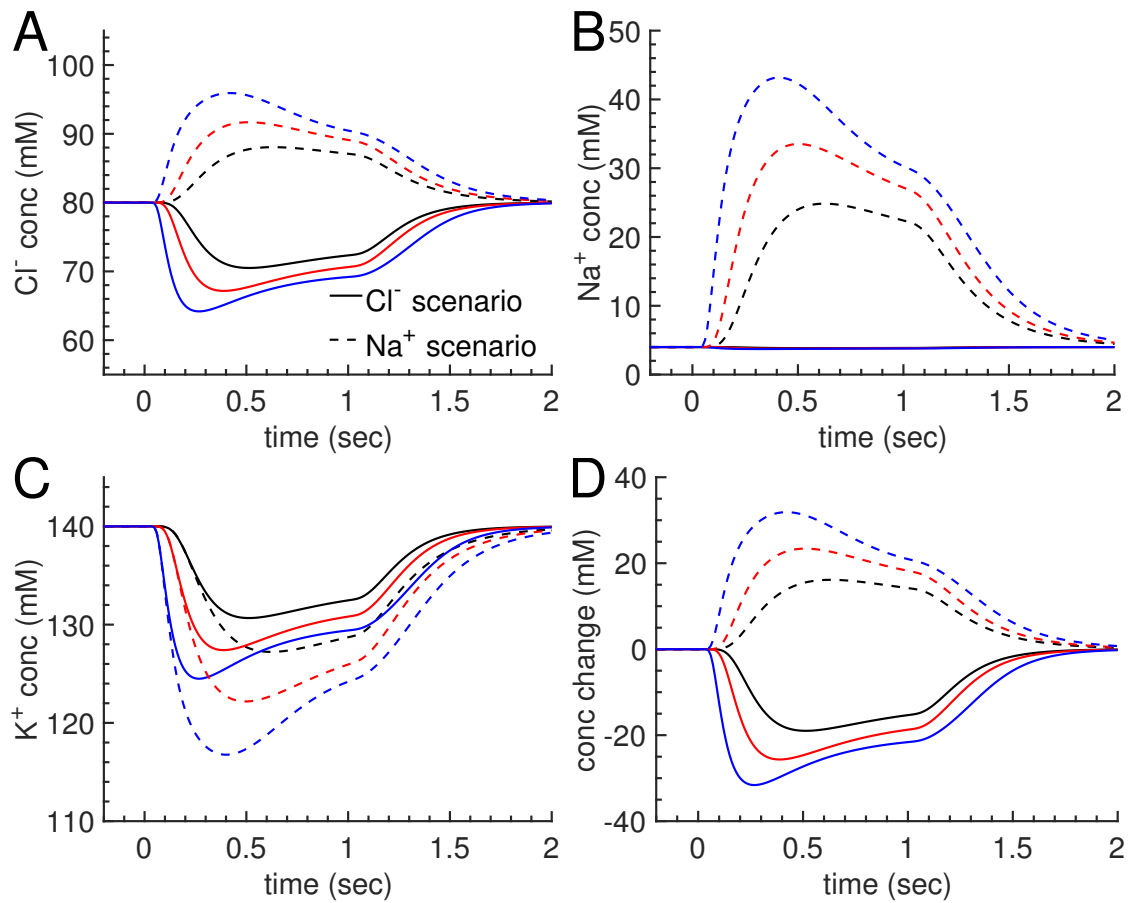 A
Cl⁻ conc (mM)
100
90
80
70
60
Cl⁻ scenario
Na⁺ scenario
0 0.5 1 1.5 2
time (sec)
B
Na⁺ conc (mM)
50
40
30
20
10
0
0 0.5 1 1.5 2
time (sec)
C
K⁺ conc (mM)
140
130
120
110
0 0.5 1 1.5 2
time (sec)
D
conc change (mM)
40
20
0
-20
-40
0 0.5 1 1.5 2
time (sec)